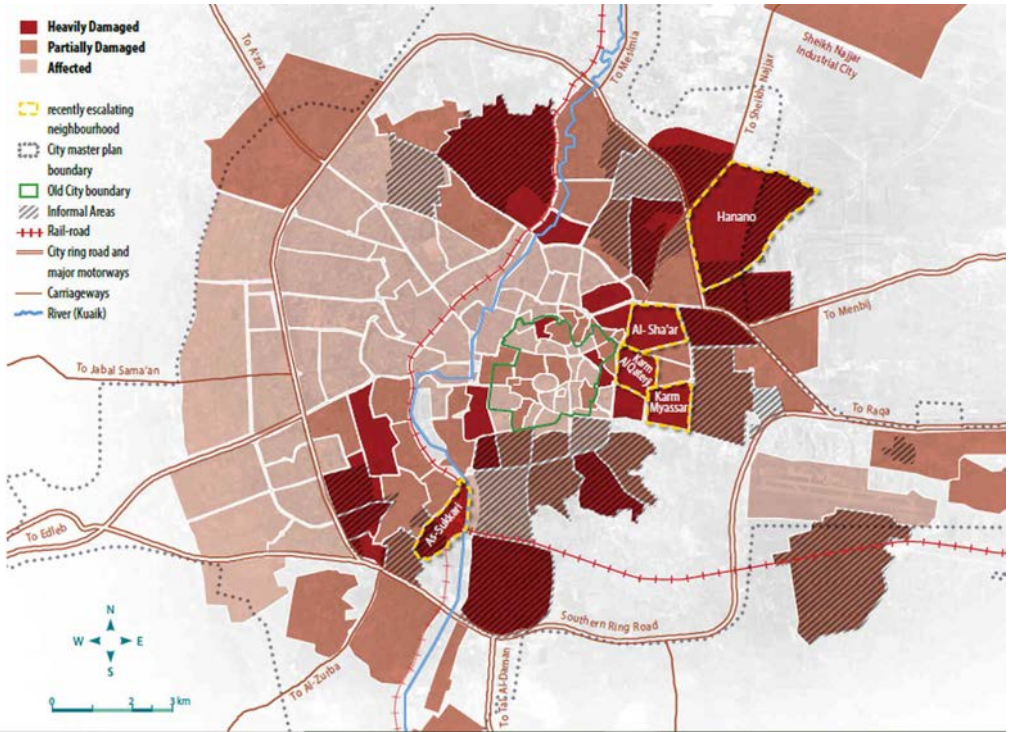 Heavily Damaged
Partially Damaged
Affected
recently escalating
neighbourhood
City master plan
boundary
Old City boundary
Informal Areas
Rail-road
City ring road and
major motorways
Carriageways
River (Kuaik)
To A'zaz
To Meslmia
Sheikh Najjar
Industrial City
To Sheikh Najjar
Hanano
To Menbij
Al- Sha'ar
Karm
AlQaterji
Karm
Myassar
To Jabal Sama'an
To Raqa
To Edleb
As-Sukkari
Southern Ring Road
To Al-Zurba
To Tal Al-Daman
N
W
E
S
0
1
2
3 km